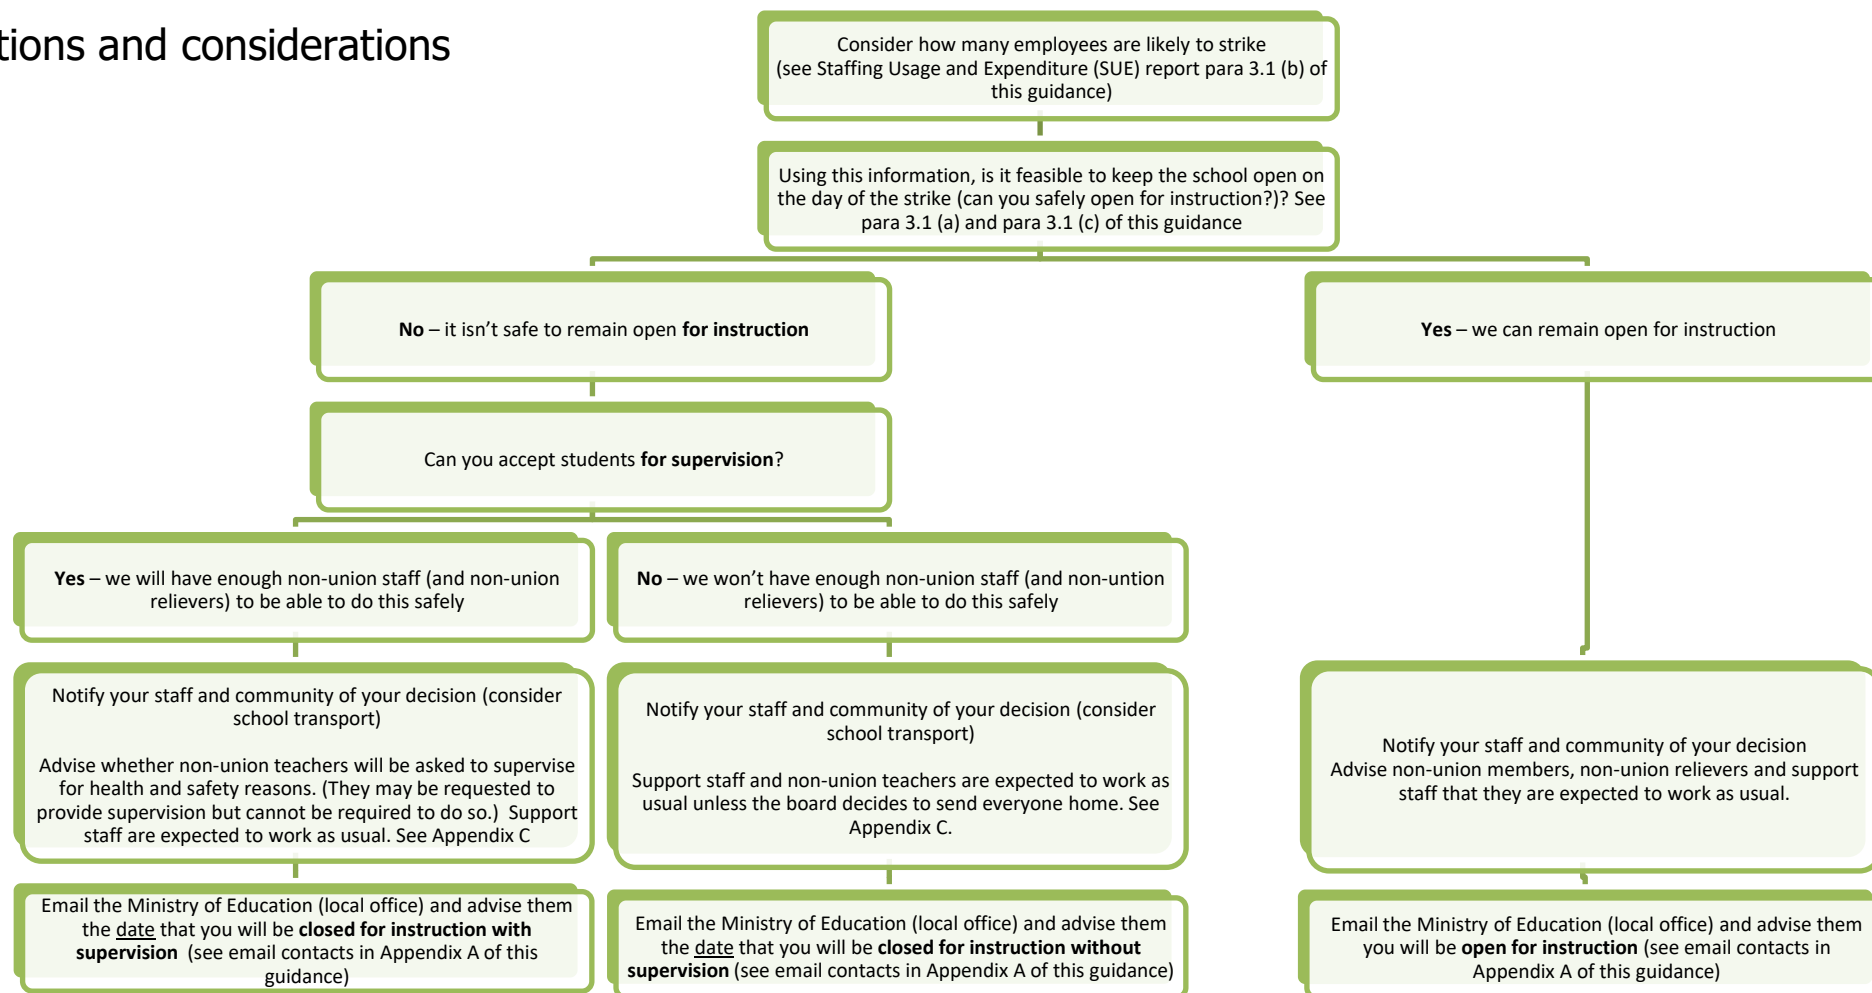 tions and considerations
Consider how many employees are likely to strike
(see Staffing Usage and Expenditure (SUE) report para 3.1 (b) of
this guidance)
Using this information, is it feasible to keep the school open on
the day of the strike (can you safely open for instruction?)? See
para 3.1 (a) and para 3.1 (c) of this guidance
No – it isn’t safe to remain open for instruction
Yes – we can remain open for instruction
Can you accept students for supervision?
Yes – we will have enough non-union staff (and non-union
relievers) to be able to do this safely
No – we won’t have enough non-union staff (and non-untion
relievers) to be able to do this safely
Notify your staff and community of your decision (consider
school transport)
Advise whether non-union teachers will be asked to supervise
for health and safety reasons. (They may be requested to
provide supervision but cannot be required to do so.) Support
staff are expected to work as usual. See Appendix C
Notify your staff and community of your decision (consider
school transport)
Support staff and non-union teachers are expected to work as
usual unless the board decides to send everyone home. See
Appendix C.
Notify your staff and community of your decision
Advise non-union members, non-union relievers and support
staff that they are expected to work as usual.
Email the Ministry of Education (local office) and advise them
the date that you will be closed for instruction with
supervision (see email contacts in Appendix A of this
guidance)
Email the Ministry of Education (local office) and advise them
the date that you will be closed for instruction without
supervision (see email contacts in Appendix A of this guidance)
Email the Ministry of Education (local office) and advise them
you will be open for instruction (see email contacts in
Appendix A of this guidance)